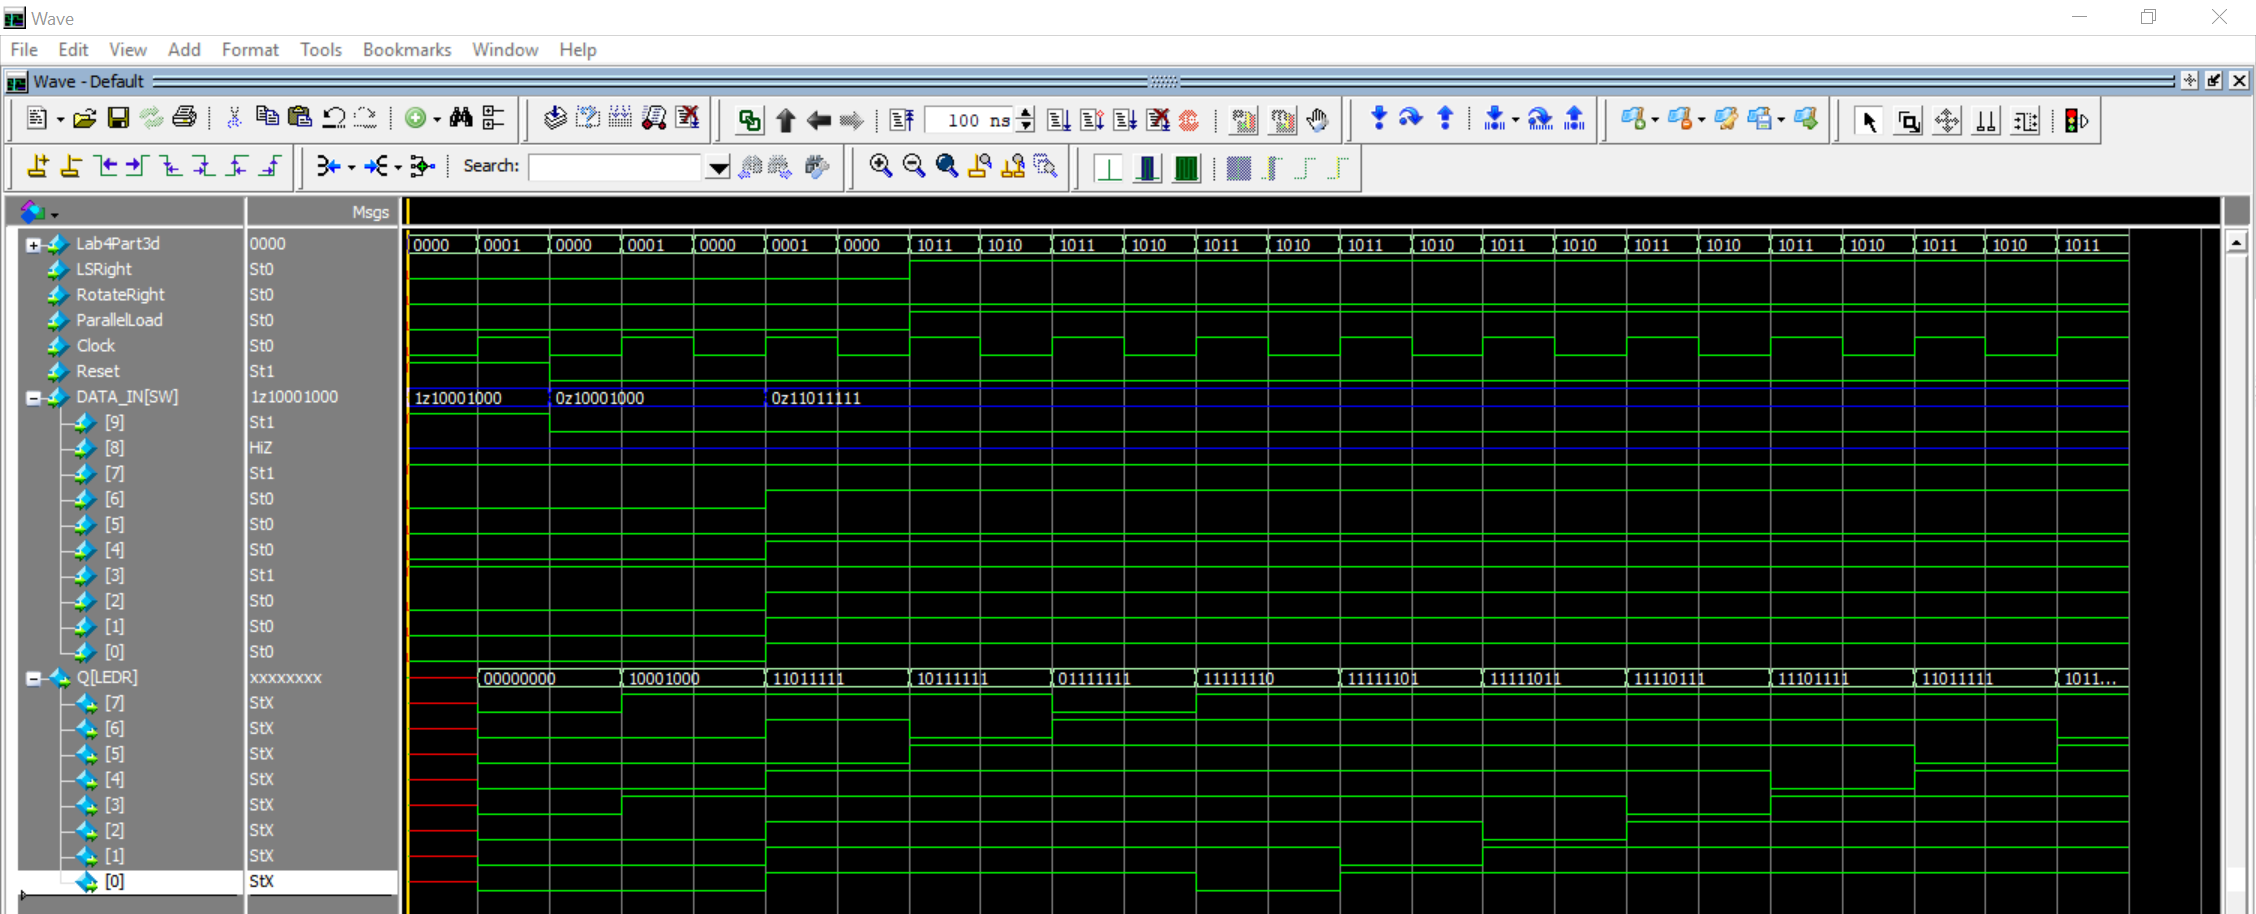 Wave
File Edit View Add Format Tools Bookmarks Window Help
Wave - Default
100 ns
Search:
Msgs
Lab4Part3d 0000 0000 0001 0000 0001 0000 0001 0000 1011 1010 1011 1010 1011 1010 1011 1010 1011 1010 1011 1010 1011 1010 1011 1010 1011
LSRight St0
RotateRight St0
ParallelLoad St0
Clock St0
Reset St1
DATA_IN[SW] 1z10001000 1z10001000 0z10001000 0z11011111
[9] St1
[8] HiZ
[7] St1
[6] St0
[5] St0
[4] St0
[3] St1
[2] St0
[1] St0
[0] St0
Q[LEDR] xxxxxxxx 00000000 10001000 11011111 10111111 01111111 11111110 11111101 11111011 11110111 11101111 11011111 1011...
[7] StX
[6] StX
[5] StX
[4] StX
[3] StX
[2] StX
[1] StX
[0] StX